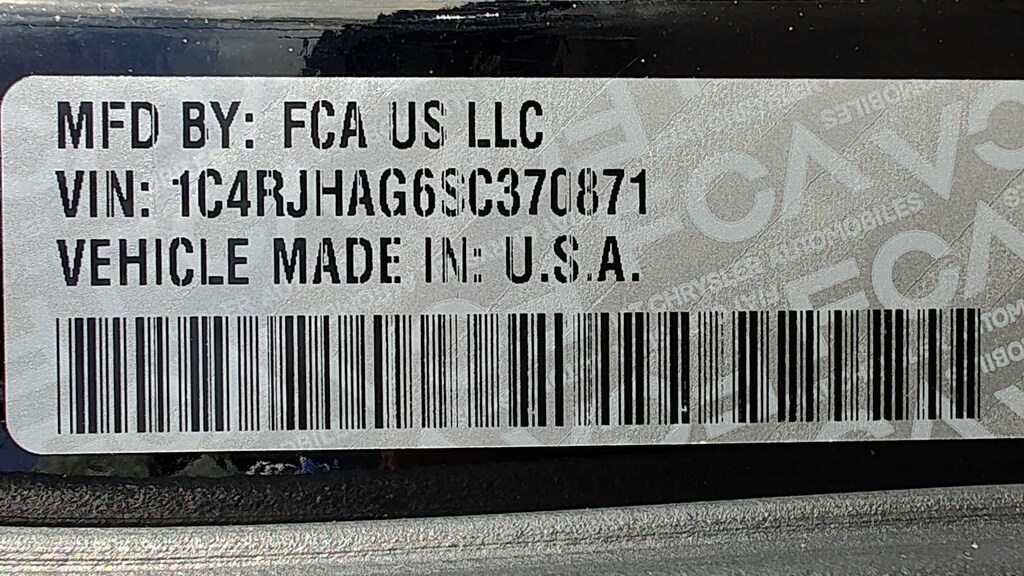 MFD BY: FCA US LLC
VIN: 1C4RJHAG6SC370871
VEHICLE MADE IN: U.S.A.